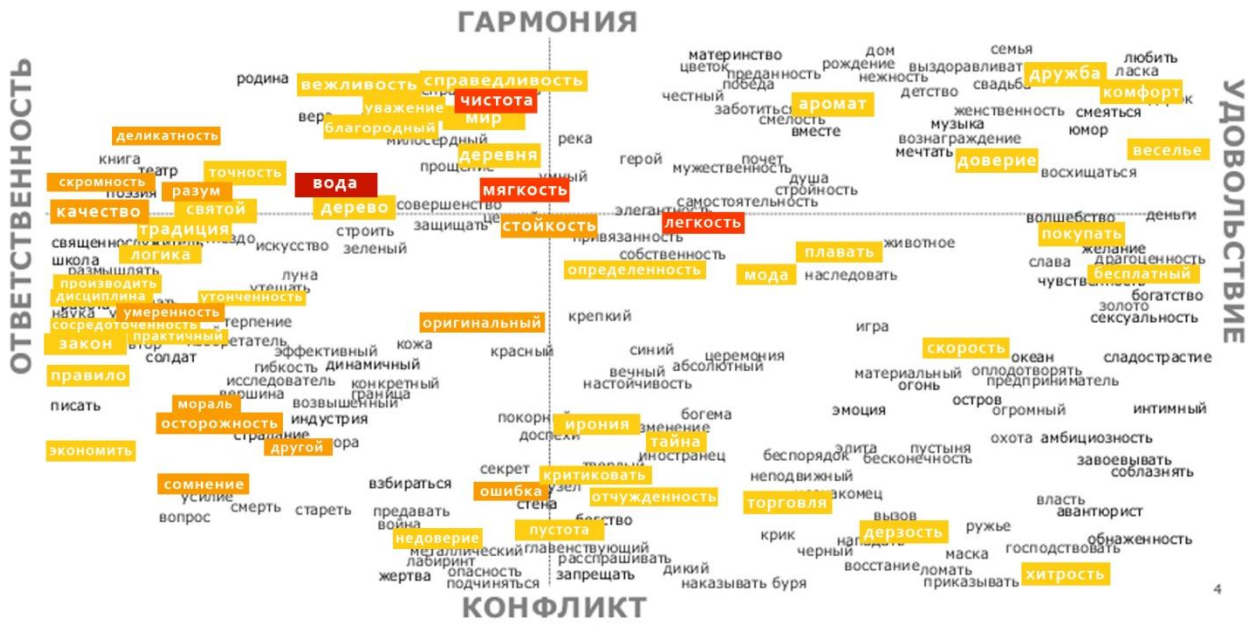 ГАРМОНИЯ
ОТВЕТСТВЕННОСТЬ
УДОВОЛЬСТВИЕ
родина
вежливость справедливость
материнство
дом
семья
любить
цветок преданность
рождение выздоравливать дружба ласка
победа
нежность
свадьба
комфорт
уважение чистота
честный
аромат
детство
мир
заботиться
женственность смеяться
благородный
смелость
музыка
юмор
деликатность
милосердный
река
вместе
вознаграждение
книга
деревня
герой
почет
мечтать доверие веселье
театр
точность
прощение
мужественность
восхищаться
скромность разум
вода
мягкость
душа
поэзия
стройность
качество святой дерево совершенство
самостоятельность
элегантность
традиция
строить защищать стойкость легкость
волшебство деньги
священнослужитель
искусство зеленый
привязанность
покупать
школа логика
собственность
плавать животное
желание
размышлять
определенность мода наследовать
слава драгоценность
луна
бесплатный
производить
утешать
чувственность
дисциплина утонченность
богатство
умеренность
золото
наука
оригинальный крепкий
сексуальность
сосредоточенность терпение
игра
практичный
закон
кожа
красный
синий церемония
скорость океан сладострастие
солдат
эффективный
вечный абсолютный
гибкость динамичный
материальный оплодотворять
правило
исследователь конкретный
настойчивость
огонь предприниматель
вершина граница
писать мораль возвышенный
остров
осторожность индустрия
ирония богема
эмоция
огромный интимный
страдание
тайна
экономить
другой
иностранец
элита пустыня охота амбициозность
беспорядок бесконечность
завоевывать
секрет
критиковать
неподвижный
соблазнять
сомнение
взбираться
ошибка
отчужденность
усилие
стена
торговля
власть
вопрос смерть стареть предавать
вызов
авантюрист
война
пустота
крик
дерзость ружье
недоверие
обнаженность
металлический главенствующий
черный
маска господствовать
лабиринт
расспрашивать
восстание ломать
жертва опасность запрещать
дикий
хитрость
подчиняться
наказывать буря
приказывать
4
КОНФЛИКТ